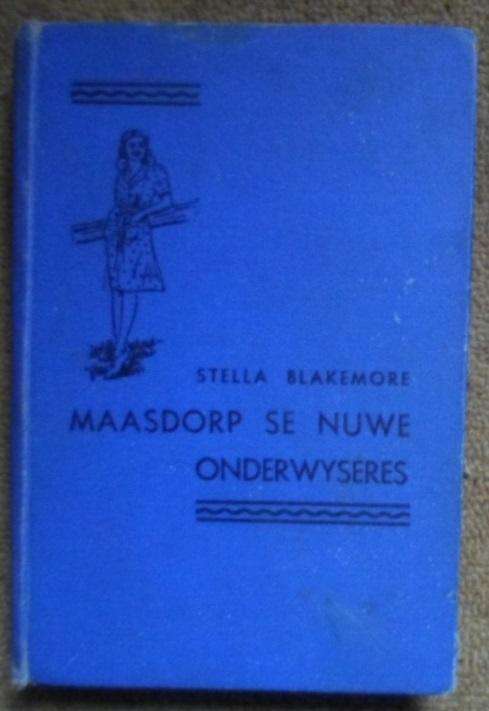 STELLA BLAKEMORE
MAASDORP SE NUWE
ONDERWYSERES